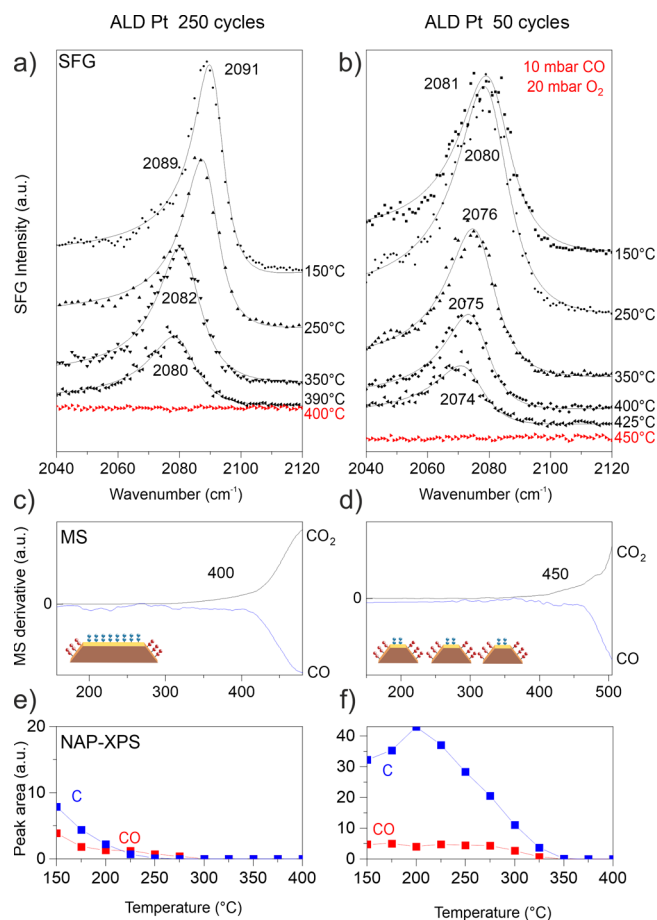 ALD Pt 250 cycles
ALD Pt 50 cycles
a) SFG
2091
2089
2082
2080
150°C
250°C
350°C
390°C
400°C
SFG Intensity (a.u.)
2040 2060 2080 2100 2120
Wavenumber (cm⁻¹)
b)
10 mbar CO
20 mbar O₂
2081
2080
2076
2075
2074
150°C
250°C
350°C
400°C
425°C
450°C
2040 2060 2080 2100 2120
Wavenumber (cm⁻¹)
c) MS
CO₂
400
0
CO
MS derivative (a.u.)
200 300 400
d)
CO₂
450
0
CO
200 300 400 500
e)
NAP-XPS
20
10
0
C
CO
Peak area (a.u.)
150 200 250 300 350 400
Temperature (°C)
f)
40
30
20
10
0
C
CO
150 200 250 300 350 400
Temperature (°C)